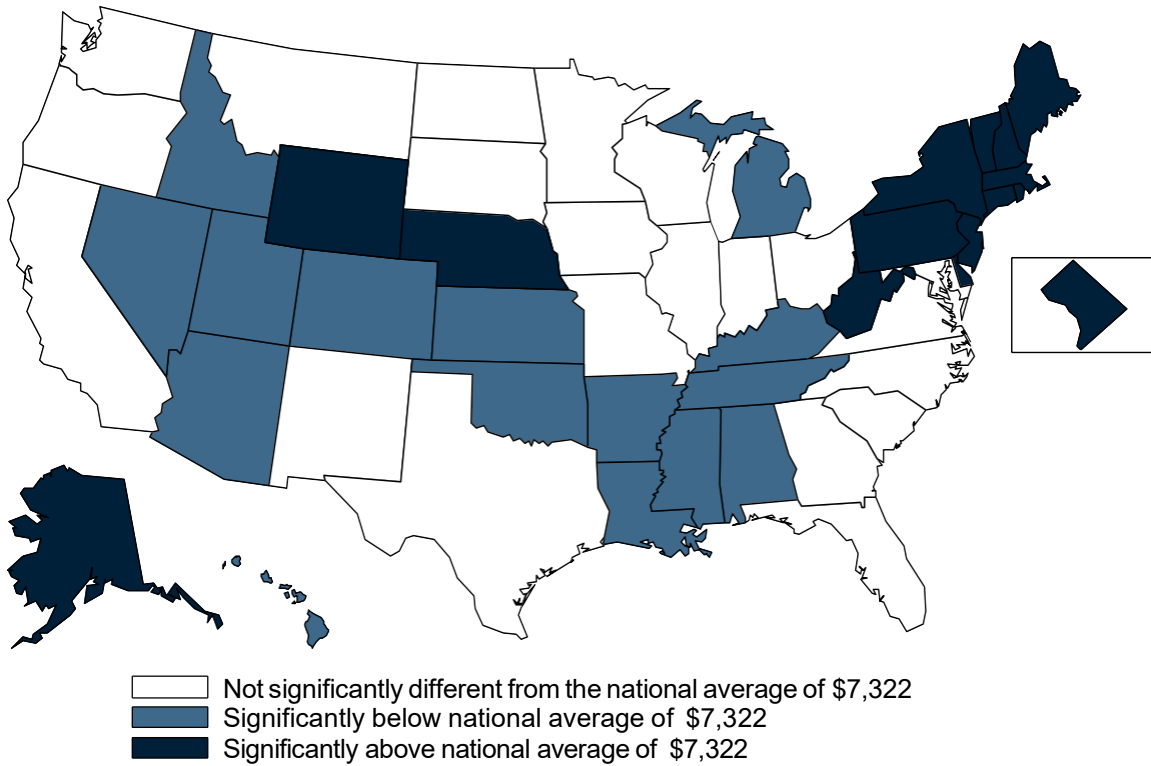 Not significantly different from the national average of $7,322
Significantly below national average of $7,322
Significantly above national average of $7,322